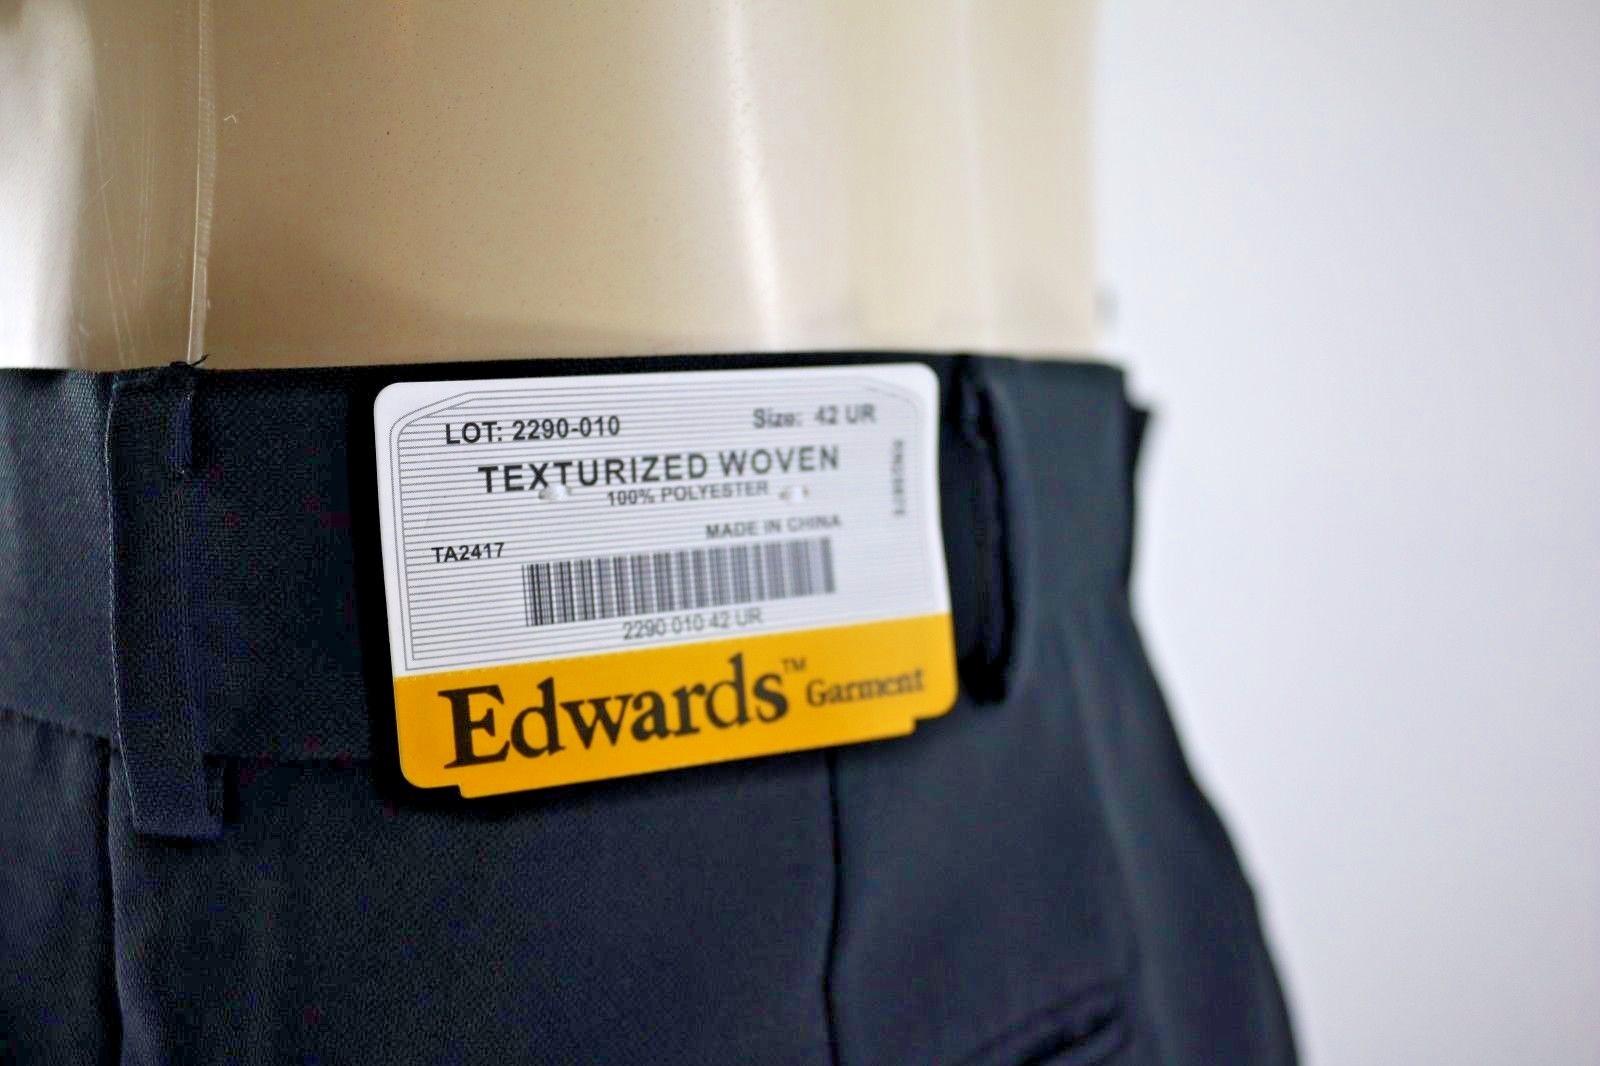 LOT: 2290-010 Size: 42 UR
TEXTURIZED WOVEN
100% POLYESTER
MADE IN CHINA
TA2417
2290 010 42 UR
Edwards™ Garment